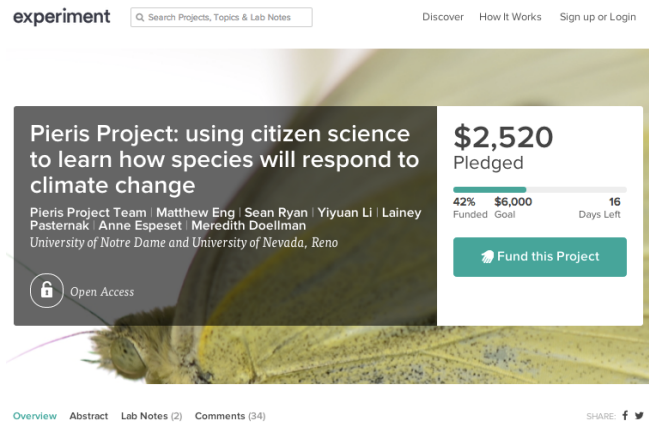 experiment
Search Projects, Topics & Lab Notes
Discover How It Works Sign up or Login
Pieris Project: using citizen science
to learn how species will respond to
climate change
Pieris Project Team | Matthew Eng | Sean Ryan | Yiyuan Li | Lainey
Pasternak | Anne Espeset | Meredith Doellman
University of Notre Dame and University of Nevada, Reno
Open Access
$2,520
Pledged
42% $6,000 16
Funded Goal Days Left
Fund this Project
Overview Abstract Lab Notes (2) Comments (34) SHARE: